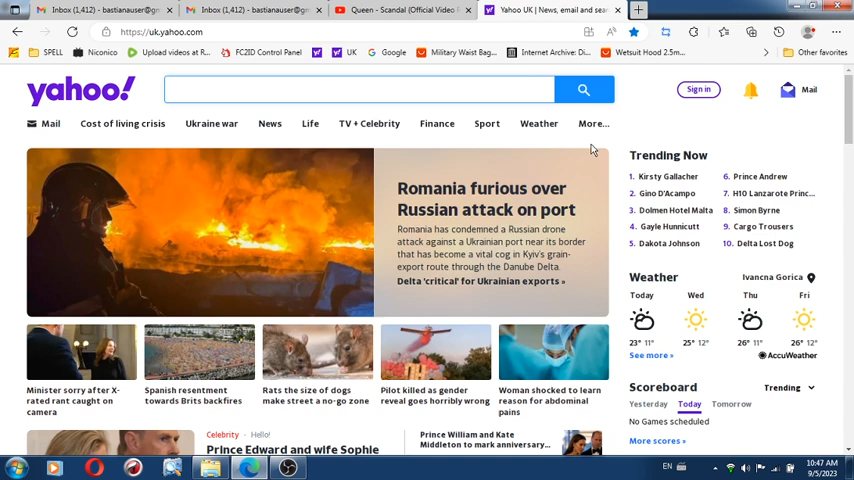 Inbox (1,412) - bastianauser@gm
Inbox (1,412) - bastianauser@gm
Queen - Scandal (Official Video R
Yahoo UK | News, email and sear
https://uk.yahoo.com
SPELL
Niconico
Upload videos at R...
FC2ID Control Panel
UK
Google
Military Waist Bag...
Internet Archive: Di...
Wetsuit Hood 2.5m...
Other favorites
yahoo!
Sign in
Mail
Mail
Cost of living crisis
Ukraine war
News
Life
TV + Celebrity
Finance
Sport
Weather
More...
Romania furious over
Russian attack on port
Romania has condemned a Russian drone
attack against a Ukrainian port near its border
that has become a vital cog in Kyiv's grain-
export route through the Danube Delta.
Delta 'critical' for Ukrainian exports »
Minister sorry after X-
rated rant caught on
camera
Spanish resentment
towards Brits backfires
Rats the size of dogs
make street a no-go zone
Pilot killed as gender
reveal goes horribly wrong
Woman shocked to learn
reason for abdominal
pains
Celebrity • Hello!
Prince Edward and wife Sophie
Prince William and Kate
Middleton to mark anniversary...
Trending Now
1. Kirsty Gallacher
2. Gino D'Acampo
3. Dolmen Hotel Malta
4. Gayle Hunnicutt
5. Dakota Johnson
6. Prince Andrew
7. H10 Lanzarote Princ...
8. Simon Byrne
9. Cargo Trousers
10. Delta Lost Dog
Weather
Ivancna Gorica
Today
Wed
Thu
Fri
23° 11°
25° 12°
26° 11°
26° 12°
See more »
AccuWeather
Scoreboard
Trending
Yesterday
Today
Tomorrow
No Games scheduled
More scores »
EN
10:47 AM
9/5/2023